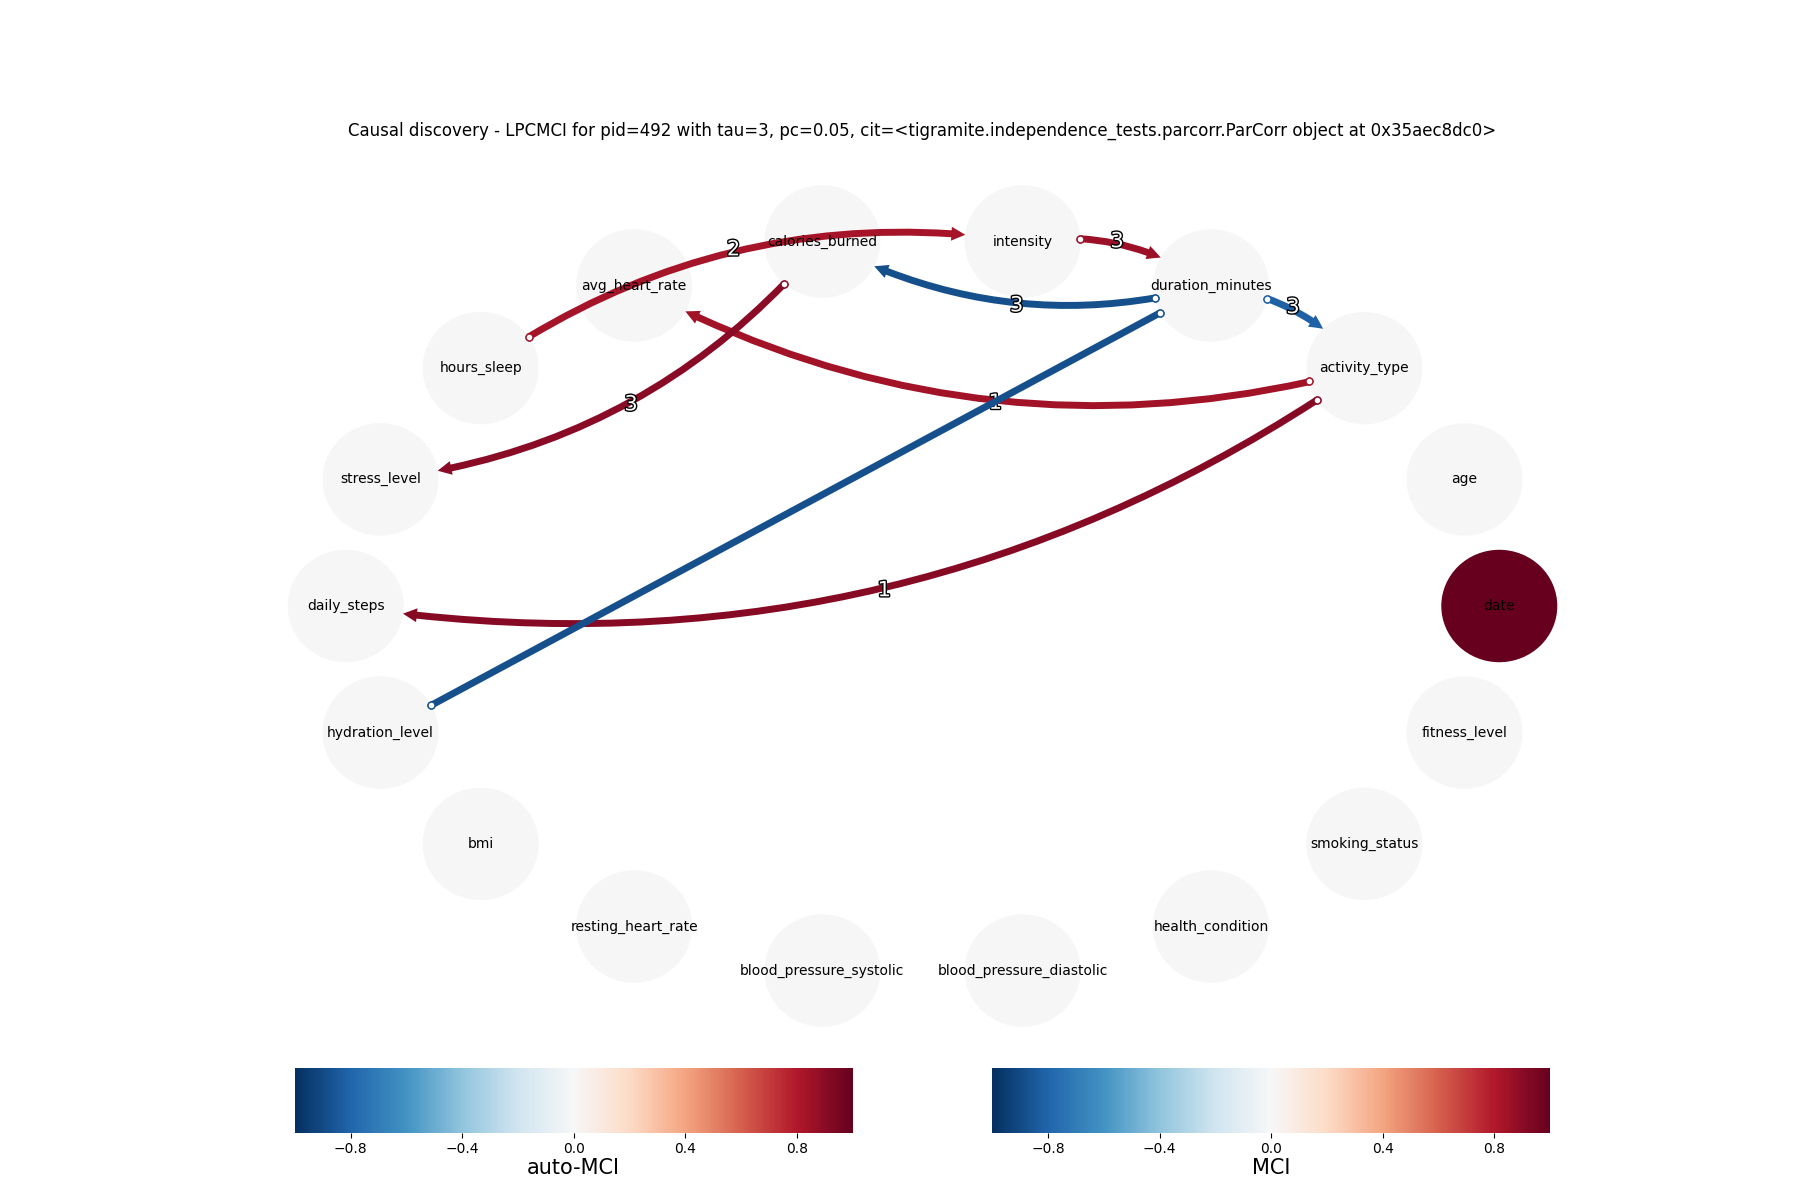 Causal discovery - LPCMCI for pid=492 with tau=3, pc=0.05, cit=<tigramite.independence_tests.parcorr.ParCorr object at 0x35aec8dc0>
calories_burned
intensity
3
2
avg_heart_rate
duration_minutes
3
3
hours_sleep
activity_type
3
1
stress_level
age
1
daily_steps
date
hydration_level
fitness_level
bmi
smoking_status
resting_heart_rate
health_condition
blood_pressure_systolic
blood_pressure_diastolic
−0.8 −0.4 0.0 0.4 0.8
auto-MCI
−0.8 −0.4 0.0 0.4 0.8
MCI